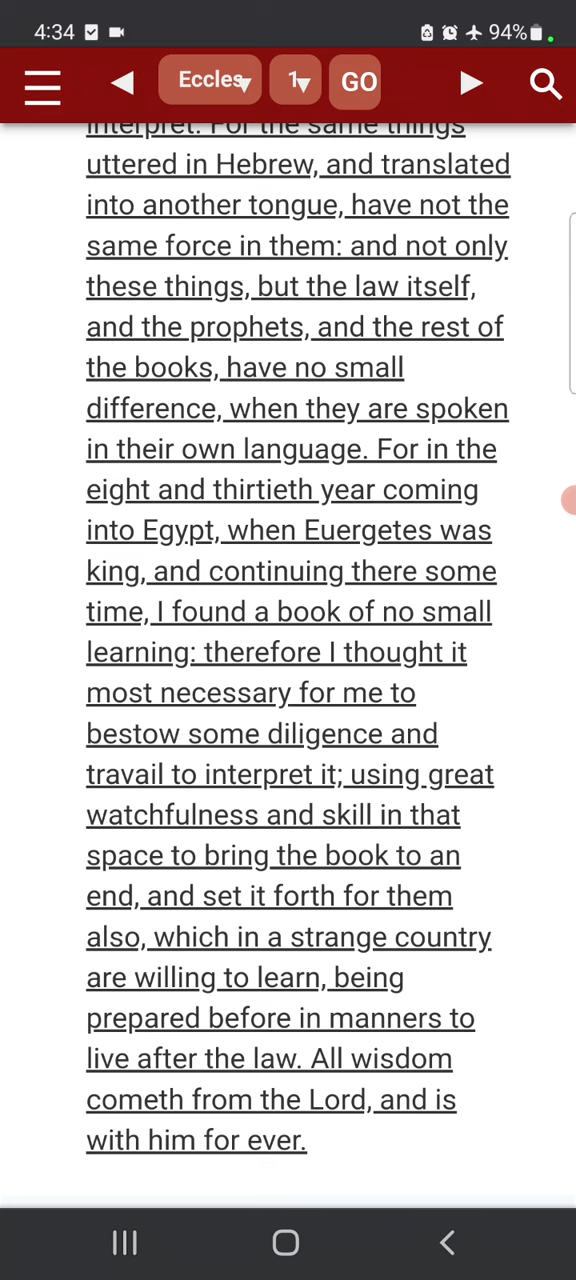 4:34
94%
Eccles
1
GO
interpret. For the same things
uttered in Hebrew, and translated
into another tongue, have not the
same force in them: and not only
these things, but the law itself,
and the prophets, and the rest of
the books, have no small
difference, when they are spoken
in their own language. For in the
eight and thirtieth year coming
into Egypt, when Euergetes was
king, and continuing there some
time, I found a book of no small
learning: therefore I thought it
most necessary for me to
bestow some diligence and
travail to interpret it; using great
watchfulness and skill in that
space to bring the book to an
end, and set it forth for them
also, which in a strange country
are willing to learn, being
prepared before in manners to
live after the law. All wisdom
cometh from the Lord, and is
with him for ever.